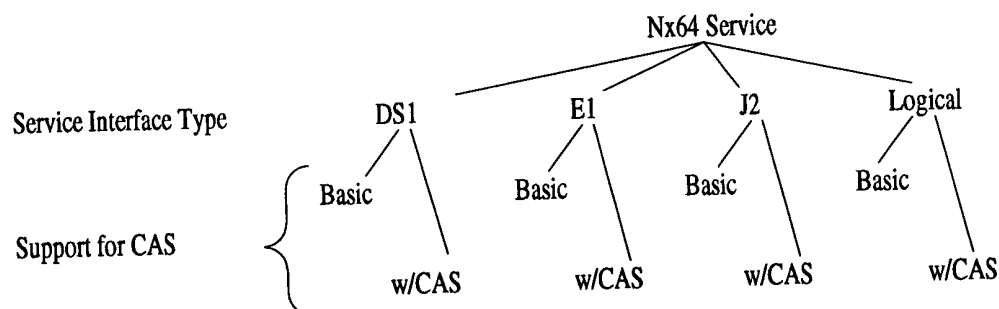 Nx64 Service
Service Interface Type DS1 E1 J2 Logical
Basic Basic Basic Basic
Support for CAS
w/CAS w/CAS w/CAS w/CAS